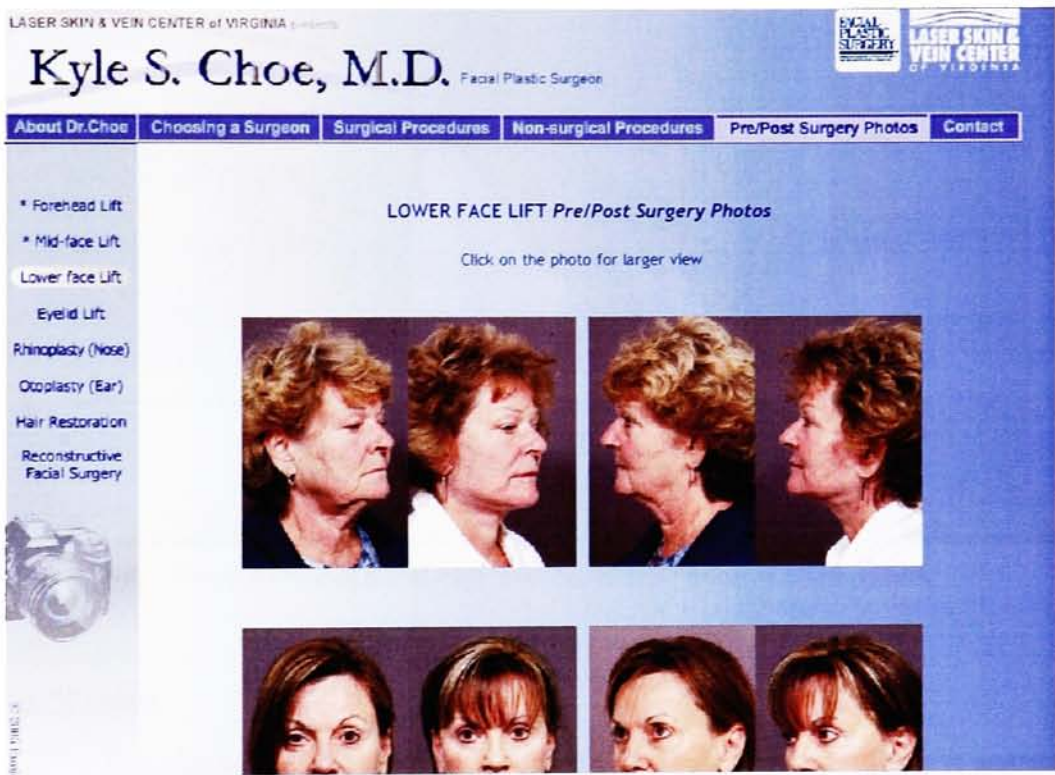 LASER SKIN & VEIN CENTER of VIRGINIA
Kyle S. Choe, M.D. Facial Plastic Surgeon
FACIAL
PLASTIC
SURGERY
LASER SKIN &
VEIN CENTER
OF VIRGINIA
About Dr.Choe Choosing a Surgeon Surgical Procedures Non-surgical Procedures Pre/Post Surgery Photos Contact
* Forehead Lift
* Mid-face Lift
Lower face Lift
Eyelid Lift
Rhinoplasty (Nose)
Otoplasty (Ear)
Hair Restoration
Reconstructive
Facial Surgery
LOWER FACE LIFT Pre/Post Surgery Photos
Click on the photo for larger view